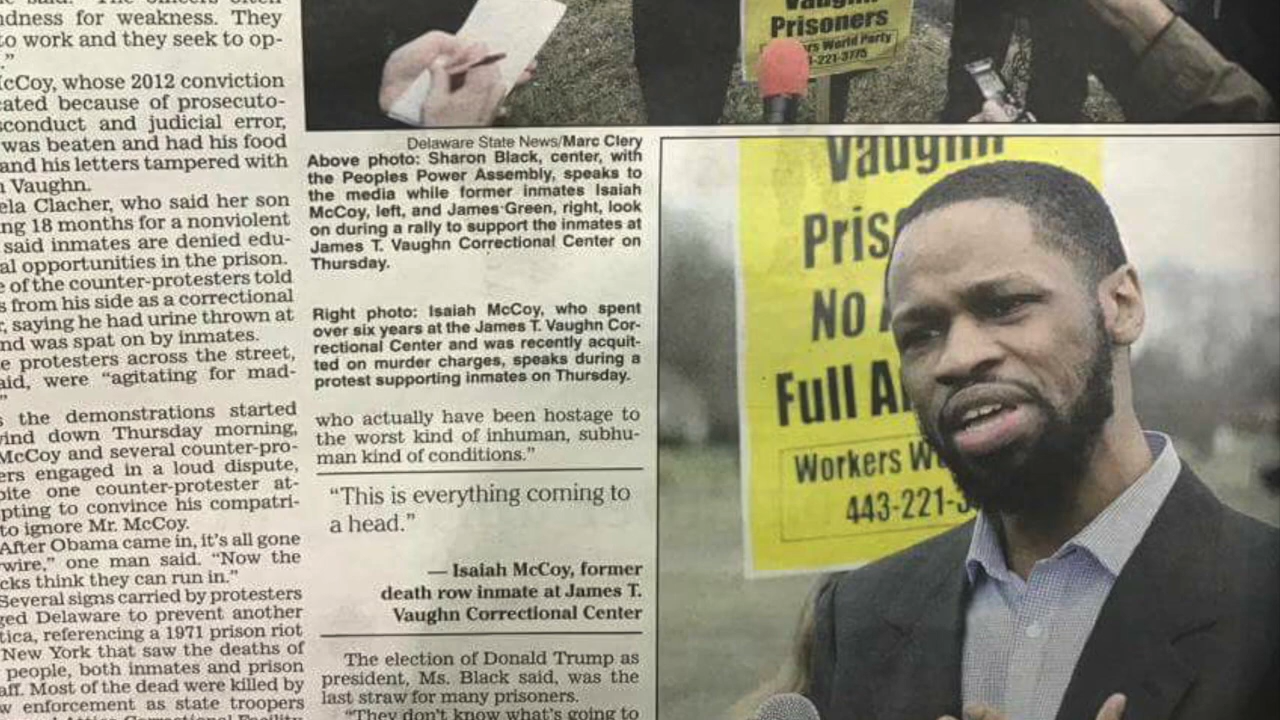 ndness for weakness. They
to work and they seek to op-
."
McCoy, whose 2012 conviction
cated because of prosecuto-
sconduct and judicial error,
was beaten and had his food
and his letters tampered with
n Vaughn.
ela Clacher, who said her son
ng 18 months for a nonviolent
said inmates are denied edu-
al opportunities in the prison.
e of the counter-protesters told
s from his side as a correctional
r, saying he had urine thrown at
nd was spat on by inmates.
e protesters across the street,
aid, were "agitating for mad-
"
s the demonstrations started
wind down Thursday morning,
McCoy and several counter-pro-
ers engaged in a loud dispute,
pite one counter-protester at-
pting to convince his compatri-
to ignore Mr. McCoy.
After Obama came in, it's all gone
wire," one man said. "Now the
cks think they can run in."
Several signs carried by protesters
ged Delaware to prevent another
tica, referencing a 1971 prison riot
New York that saw the deaths of
people, both inmates and prison
aff. Most of the dead were killed by
w enforcement as state troopers
Vaughn
Prisoners
rs World Party
-221-3775
Delaware State News/Marc Clery
Above photo: Sharon Black, center, with
the Peoples Power Assembly, speaks to
the media while former inmates Isaiah
McCoy, left, and James Green, right, look
on during a rally to support the inmates at
James T. Vaughn Correctional Center on
Thursday.
Right photo: Isaiah McCoy, who spent
over six years at the James T. Vaughn Cor-
rectional Center and was recently acquit-
ted on murder charges, speaks during a
protest supporting inmates on Thursday.
who actually have been hostage to
the worst kind of inhuman, subhu-
man kind of conditions."
"This is everything coming to
a head."
— Isaiah McCoy, former
death row inmate at James T.
Vaughn Correctional Center
The election of Donald Trump as
president, Ms. Black said, was the
last straw for many prisoners.
"They don't know what's going to
Vaughn
Pris
No
Full A
Workers W
443-221-3